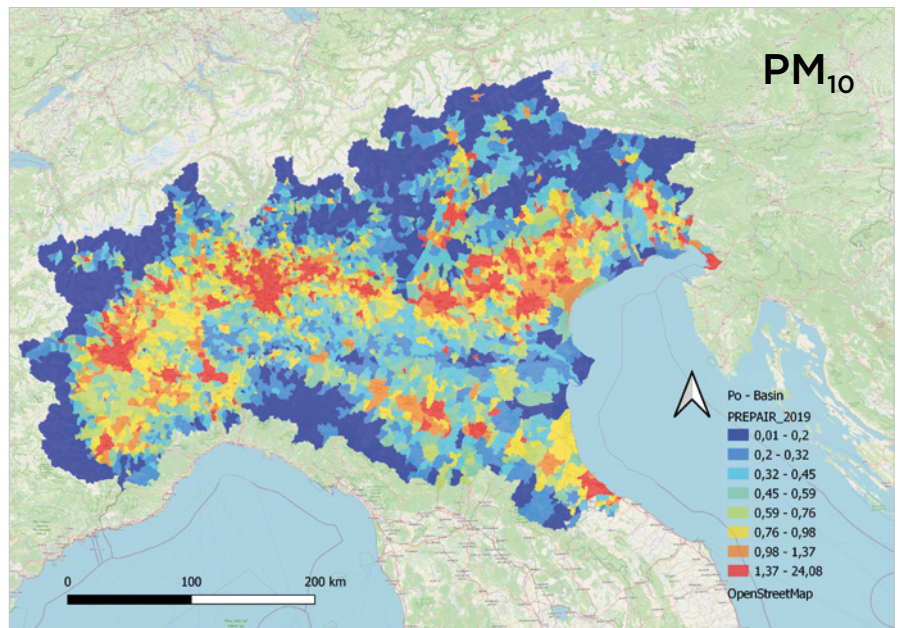 PM₁₀
Po - Basin
PREPAIR_2019
0,01 - 0,2
0,2 - 0,32
0,32 - 0,45
0,45 - 0,59
0,59 - 0,76
0,76 - 0,98
0,98 - 1,37
1,37 - 24,08
OpenStreetMap
0 100 200 km